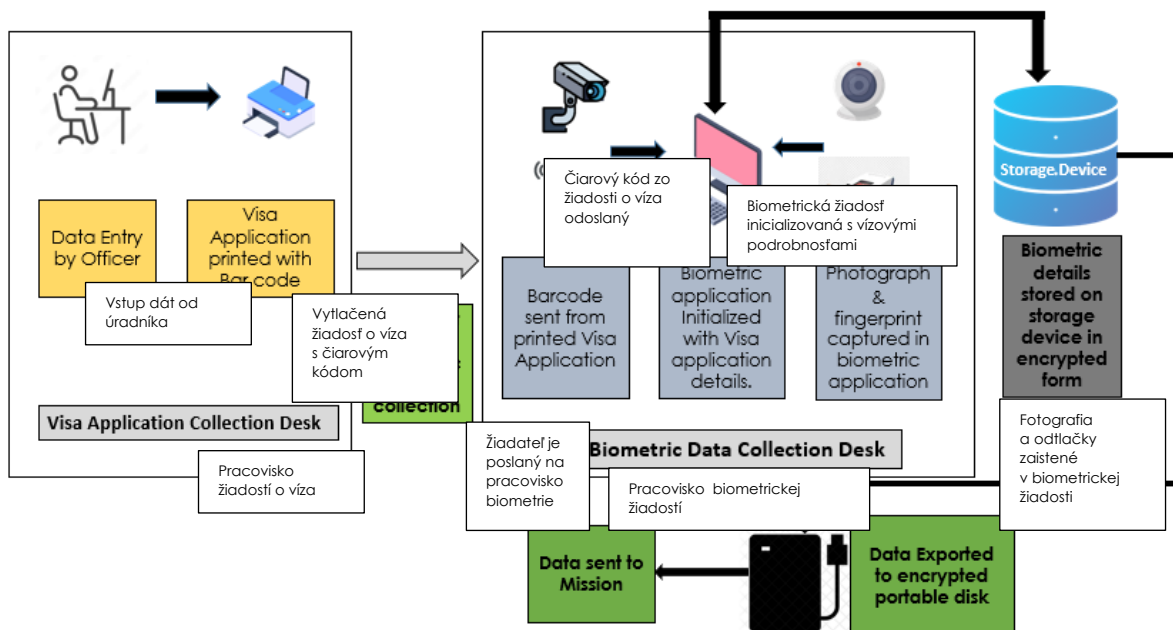 Data Entry
by Officer
Vstup dát od
úradníka
Visa
Application
printed with
Bar-code
Vytlačená
žiadosť o víza
s čiarovým
kódom
Visa Application Collection Desk
Pracovisko
žiadostí o víza
collection
Žiadateľ je
poslaný na
pracovisko
biometrie
Čiarový kód zo
žiadosti o víza
odoslaný
Biometrická žiadosť
inicializovaná s vízovými
podrobnosťami
Barcode
sent from
printed Visa
Application
Biometric
application
Initialized
with Visa
application
details.
Photograph
&
fingerprint
captured in
biometric
application
Biometric Data Collection Desk
Pracovisko biometrickej
žiadostí
Storage.Device
Biometric
details
stored on
storage
device in
encrypted
form
Fotografia
a odtlačky
zaistené
v biometrickej
žiadosti
Data sent to
Mission
Data Exported
to encrypted
portable disk